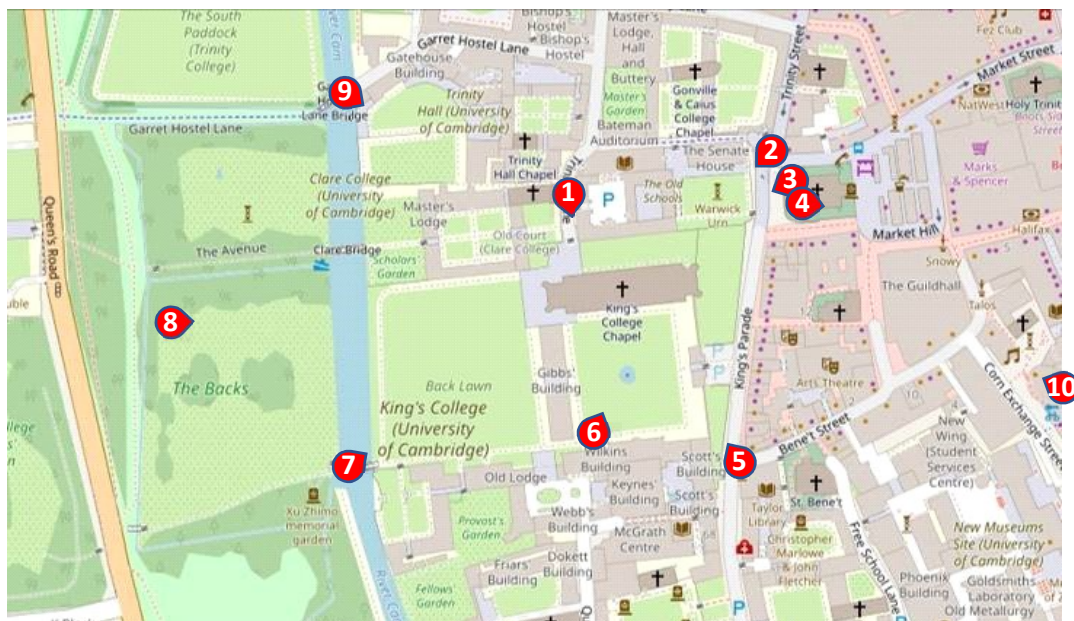 The South
Paddock
(Trinity
College)
River Cam
Garret Hostel Lane
Gatehouse
Building
Bishop's
Hostel
Bishop's
Hostel
Master's
Lodge,
Hall
and
Buttery
Master's
Garden
Bateman
Auditorium
Gonville
& Caius
College
Chapel
Trinity Street
Fez Club
Market Street
NatWest
Holy Trinity
Street
9
Lane Bridge
Garret Hostel Lane
Trinity
Hall (University
of Cambridge)
Trinity
Hall Chapel
The Senate
House
2
3
4
1
P
The Old
Schools
Warwick
Urn
Marks
& Spencer
Market Hill
Halifax
Snowy
The Guildhall
Talos
Clare College
(University
of Cambridge)
Master's
Lodge
Old Court
(Clare College)
Clare Bridge
Scholars'
Garden
The Avenue
Queen's Road
8
The Backs
King's
College
Chapel
P
P
King's Parade
12
5
Arts Theatre
2
10
4
Corn Exchange Street
10
Gibbs'
Building
Back Lawn
King's College
(University
of Cambridge)
6
Wilkins
Building
7
Old Lodge
Scott's
Building
5
Bene't Street
New
Wing (Student
Services
Centre)
Keynes'
Building
Scott's
Building
St. Bene't
Xu Zhimo
memorial
garden
Provost's
Garden
Webb's
Building
McGrath
Centre
68
Taylor
Library
Christopher
Marlowe
& John
Fletcher
Free School Lane
New Museums
Site (University
of Cambridge)
Friars'
Building
Dokett
Building
Fellows'
Garden
Phoenix
Building
Goldsmiths
Laboratory
Old Metallurgy
P